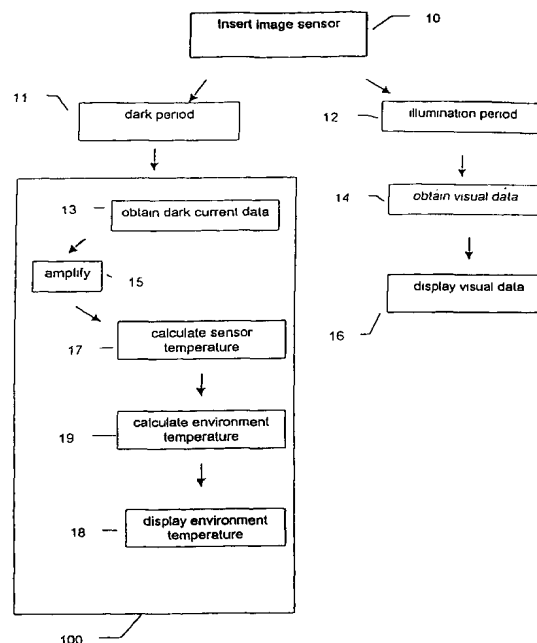 Insert image sensor
10
11
dark period
12
illumination period
13
obtain dark current data
14
obtain visual data
amplify
15
display visual data
16
17
calculate sensor
temperature
19
calculate environment
temperature
18
display environment
temperature
100